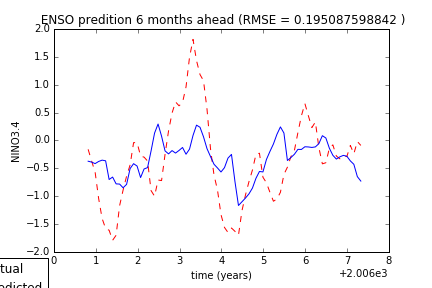 ENSO predition 6 months ahead (RMSE = 0.195087598842 )
2.0
1.5
1.0
0.5
0.0
−0.5
−1.0
−1.5
−2.0
NINO3.4
0 1 2 3 4 5 6 7 8
time (years)
+2.006e3
tual
edicted